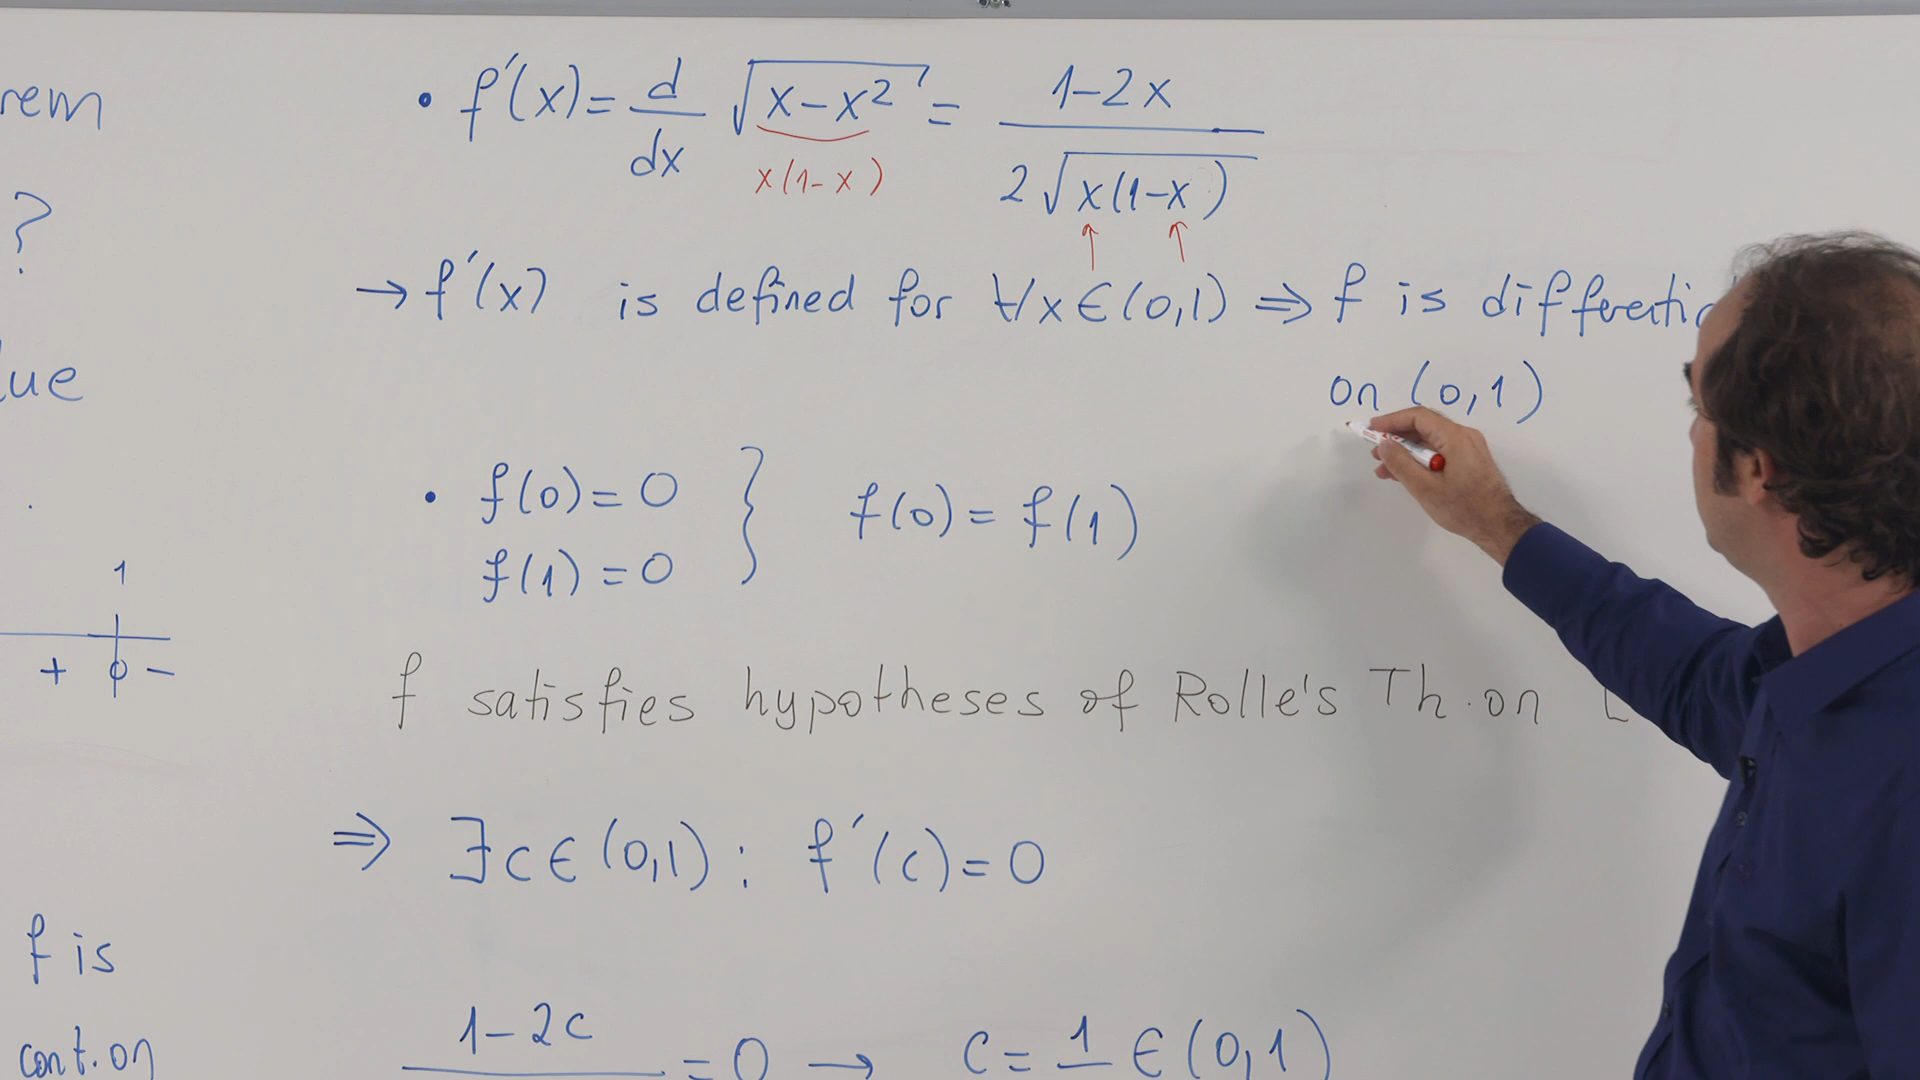 rem
?
lue
1
+ 0 −
f is
cont. on
• f′(x) = d/dx √(x−x²) = (1−2x)/(2√(x(1−x)))
x(1−x)
↑ ↑
→ f′(x) is defined for ∀x∈(0,1) ⇒ f is
on (0,1)
• f(0)=0
f(1)=0 } f(0)=f(1)
f satisfies hypotheses of Rolle's Th. on [
⇒ ∃c∈(0,1): f′(c)=0
1−2c
= 0 → c = 1 ∈(0,1)